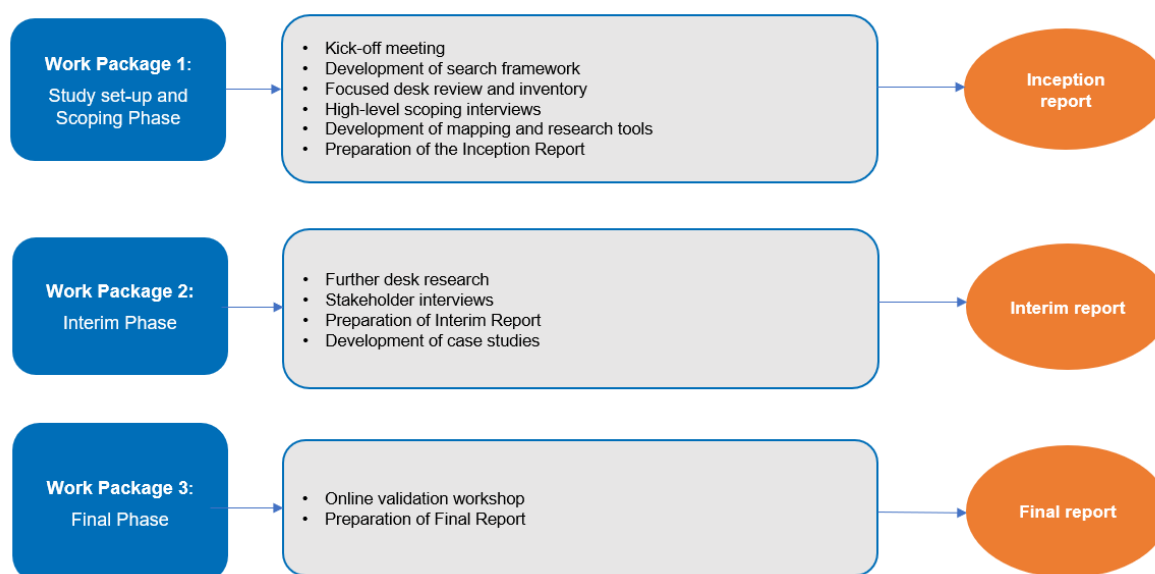 Work Package 1:
Study set-up and
Scoping Phase
• Kick-off meeting
• Development of search framework
• Focused desk review and inventory
• High-level scoping interviews
• Development of mapping and research tools
• Preparation of the Inception Report
Inception
report
Work Package 2:
Interim Phase
• Further desk research
• Stakeholder interviews
• Preparation of Interim Report
• Development of case studies
Interim report
Work Package 3:
Final Phase
• Online validation workshop
• Preparation of Final Report
Final report